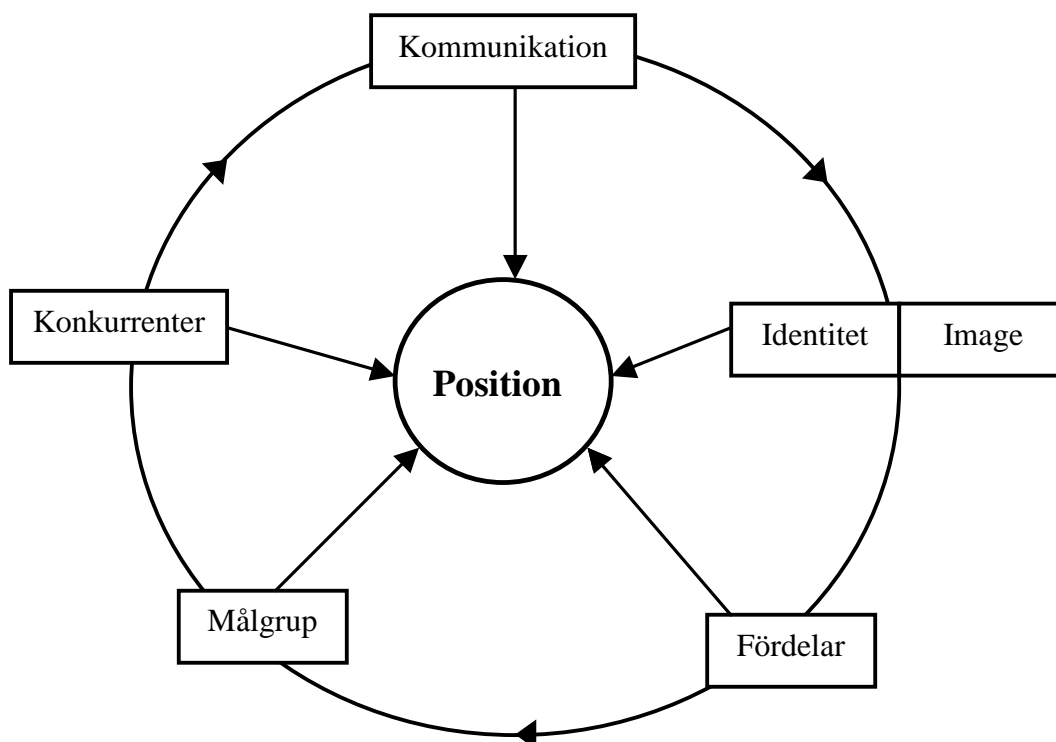 Kommunikation
Konkurrenter
Identitet
Image
Position
Målgrup
Fördelar